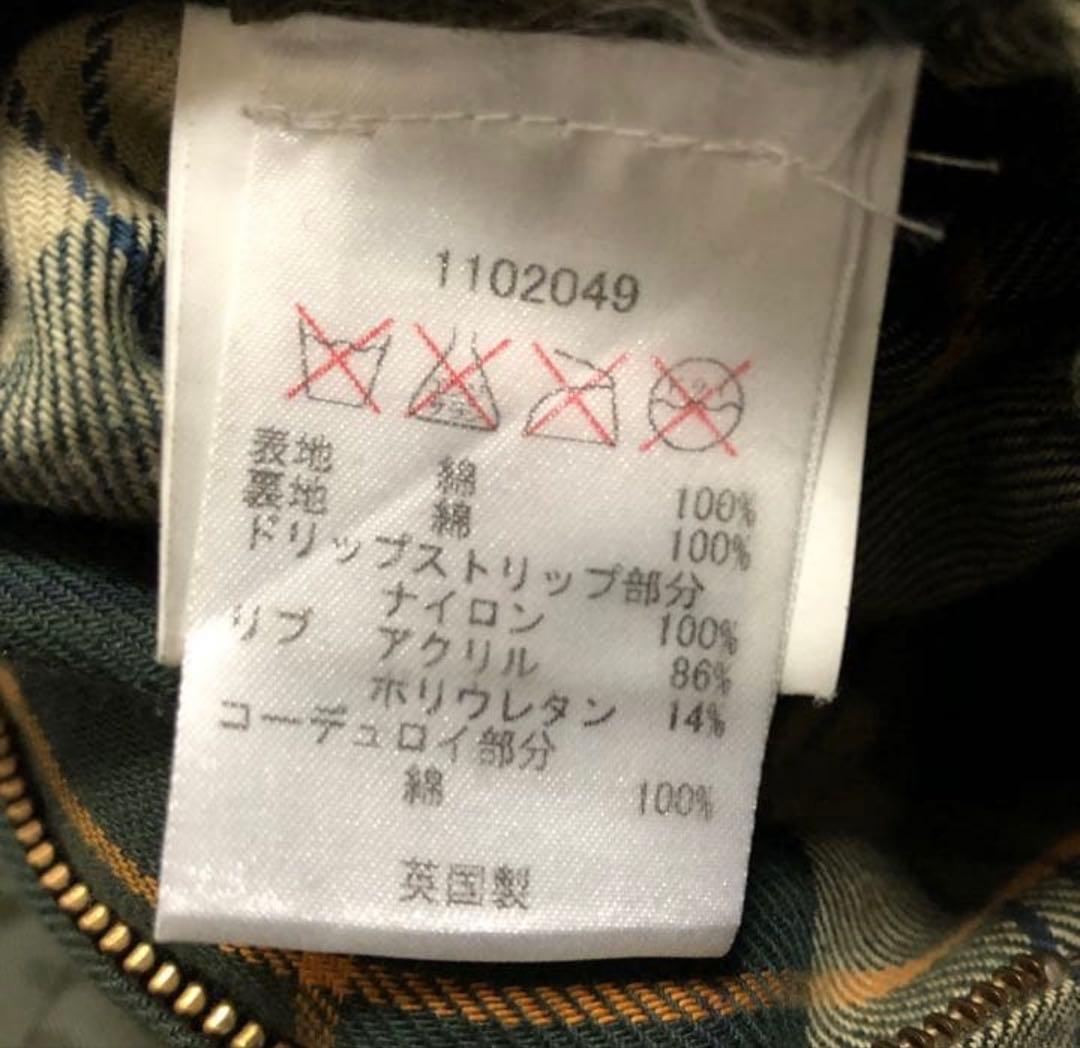 1102049
表地 綿 100%
裏地 綿 100%
ドリップストリップ部分
ナイロン 100%
リブ アクリル 86%
ポリウレタン 14%
コーデュロイ部分
綿 100%
英国製